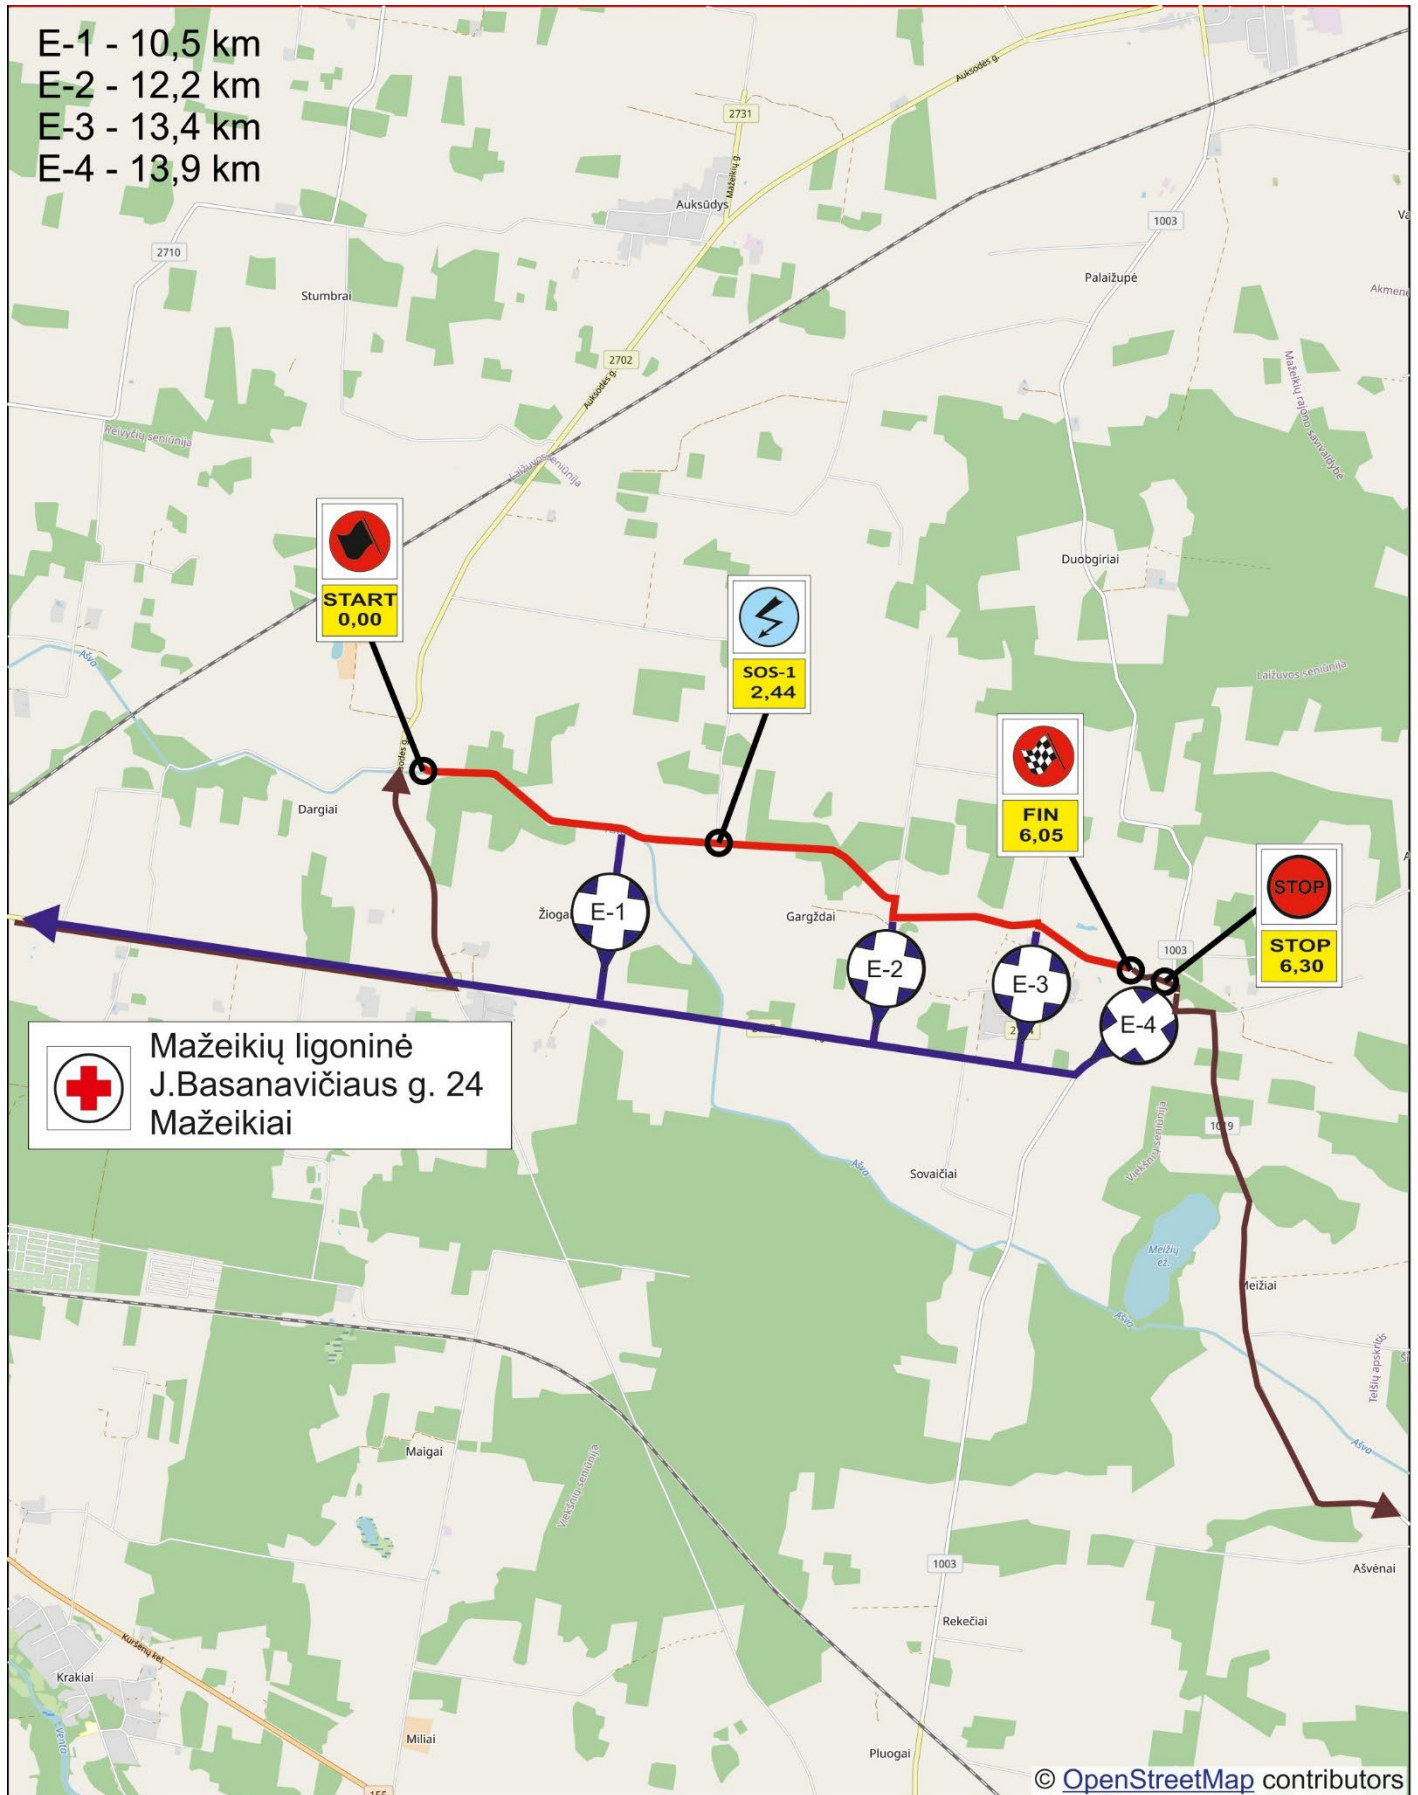 E-1 - 10,5 km
E-2 - 12,2 km
E-3 - 13,4 km
E-4 - 13,9 km
Auksodės g.
2731
Mažeikių g.
Auksūdys
1003
2710
Palaižupė
Stumbrai
2702
Auksodės g.
Mažeikių rajono savivaldybė
Reivyčių seniūnija
Laižuvos seniūnija
START
0,00
Duobgiriai
SOS-1
2,44
Ašva
Laižuvos seniūnija
FIN
6,05
Dargiai
STOP
STOP
6,30
E-1
Gargždai
1003
E-2
E-3
E-4
Mažeikių ligoninė
J.Basanavičiaus g. 24
Mažeikiai
Viekšnių seniūnija
Ašva
Sovaičiai
Meižių
ež.
Meižiai
Ašva
Telšių apskritis
Maigai
Ašva
Viekšnių seniūnija
1003
Ašvėnai
Rekečiai
Kuršėnų kel.
Krakiai
Venta
Miliai
Pluogai
155
© OpenStreetMap contributors